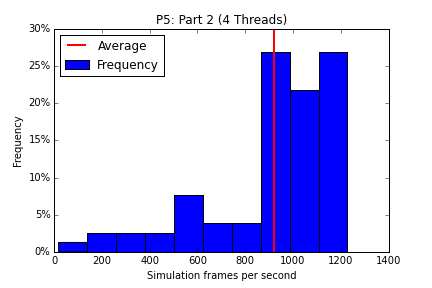 P5: Part 2 (4 Threads)
30%
25%
20%
15%
10%
5%
0%
Frequency
Average
Frequency
0 200 400 600 800 1000 1200 1400
Simulation frames per second